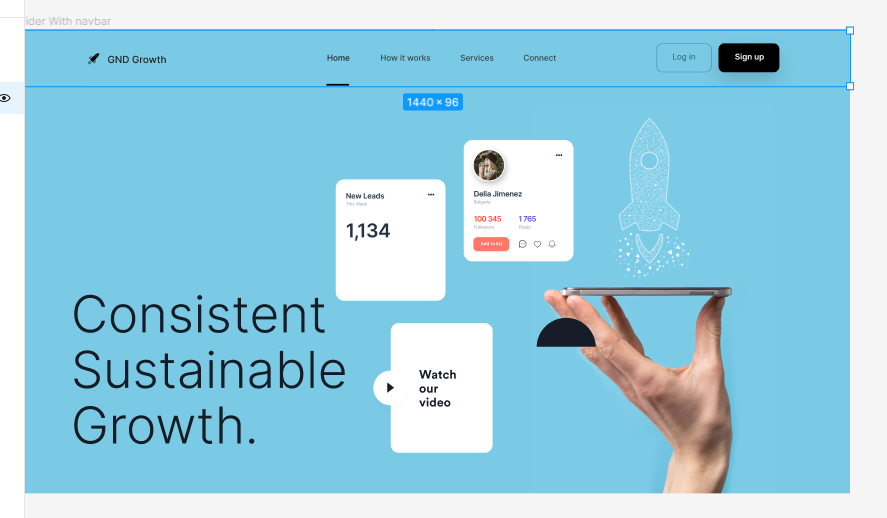 ider With navbar
GND Growth
Home
How it works
Services
Connect
Log in
Sign up
1440 × 96
New Leads
This Week
1,134
Delia Jimenez
Bulgaria
100 345
1 765
Followers
Posts
Add to list
Consistent
Sustainable
Growth.
Watch
our
video